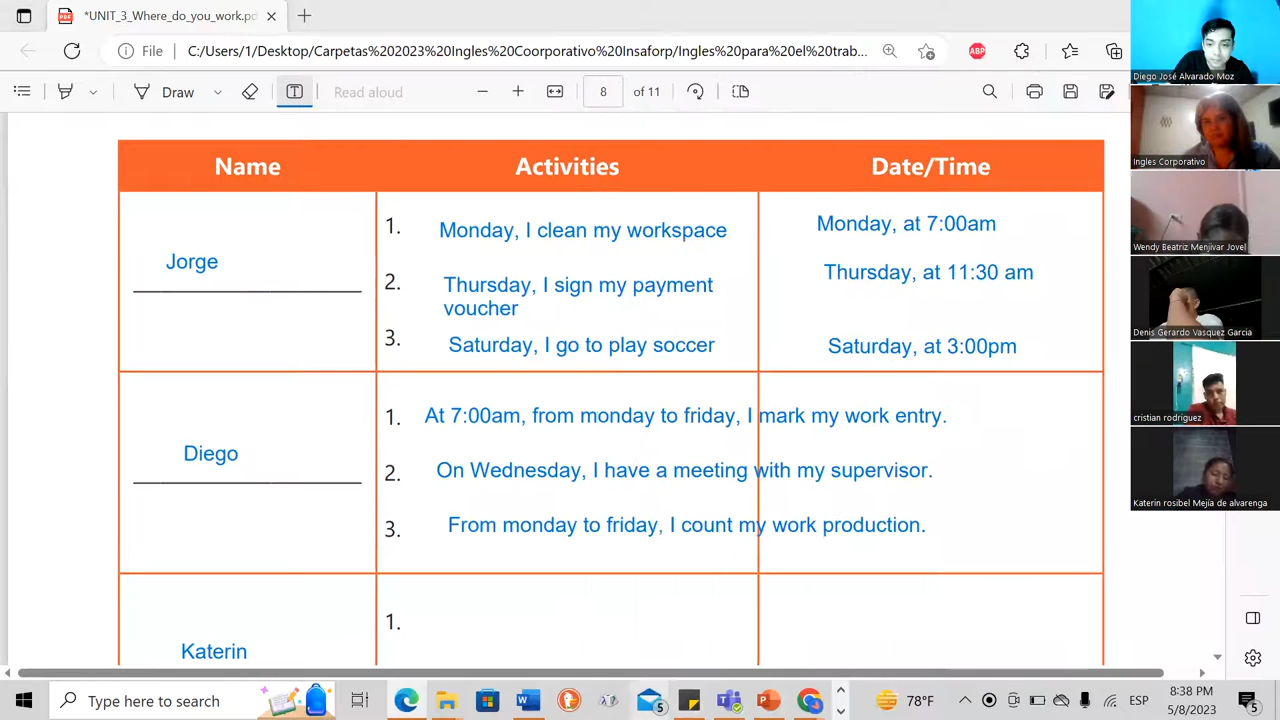 *UNIT_3_Where_do_you_work.pd
File
C:/Users/1/Desktop/Carpetas%202023%20Ingles%20Coorporativo%20Insaforp/Ingles%20para%20el%20trab...
ABP
Draw
Read aloud
8
of 11
Name
Activities
Date/Time
Jorge
1.
Monday, I clean my workspace
Monday, at 7:00am
2.
Thursday, I sign my payment
voucher
Thursday, at 11:30 am
3.
Saturday, I go to play soccer
Saturday, at 3:00pm
Diego
1.
At 7:00am, from monday to friday, I mark my work entry.
2.
On Wednesday, I have a meeting with my supervisor.
3.
From monday to friday, I count my work production.
Katerin
1.
Diego José Alvarado Moz
Ingles Corporativo
Wendy Beatriz Menjivar Jovel
Denis Gerardo Vasquez Garcia
cristian rodriguez
Katerin rosibel Mejía de alvarenga
Type here to search
5
78°F
ESP
8:38 PM
5/8/2023
5